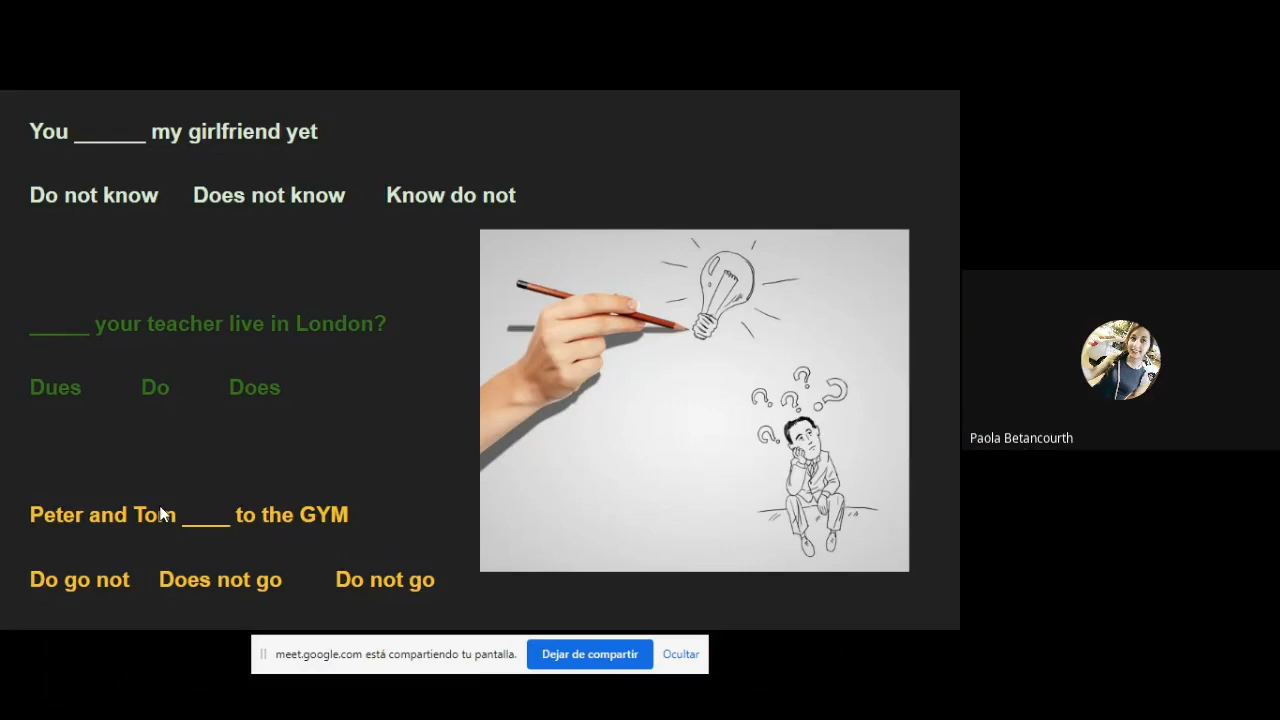 You ______ my girlfriend yet
Do not know Does not know Know do not
_____ your teacher live in London?
Dues Do Does
Peter and Tom ____ to the GYM
Do go not Does not go Do not go
Paola Betancourth
meet.google.com está compartiendo tu pantalla. Dejar de compartir Ocultar